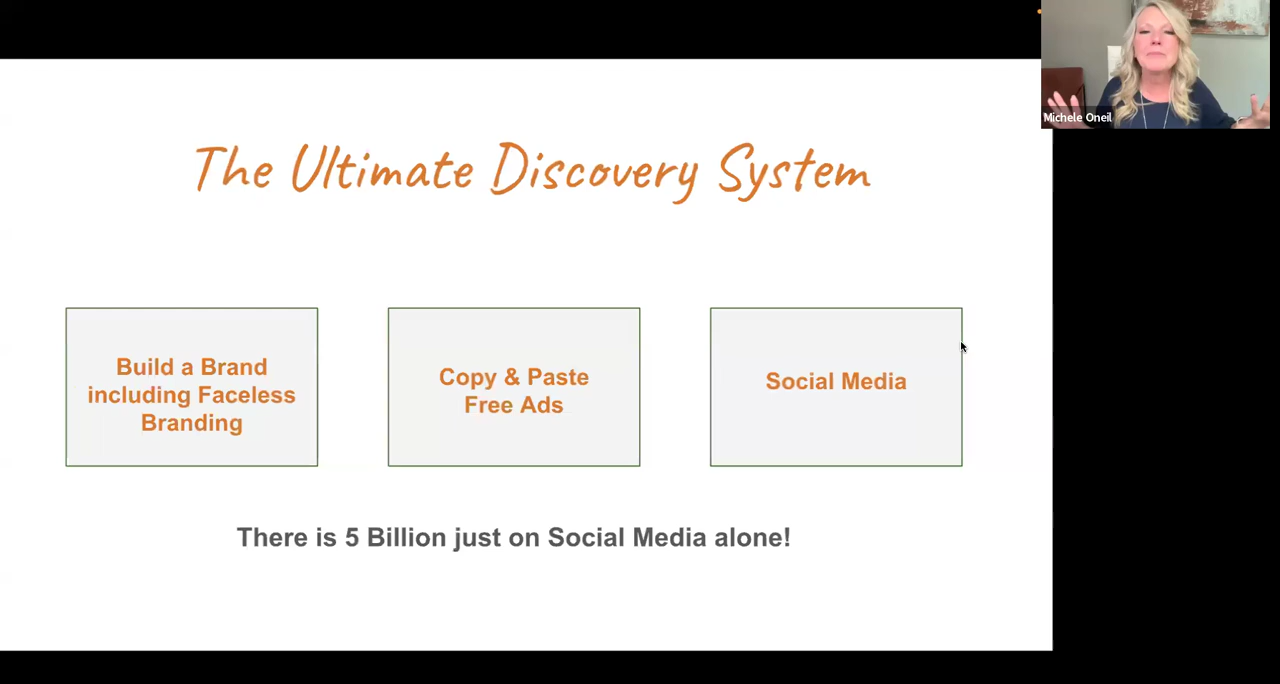 Michele Oneil
The Ultimate Discovery System
Build a Brand
including Faceless
Branding
Copy & Paste
Free Ads
Social Media
There is 5 Billion just on Social Media alone!